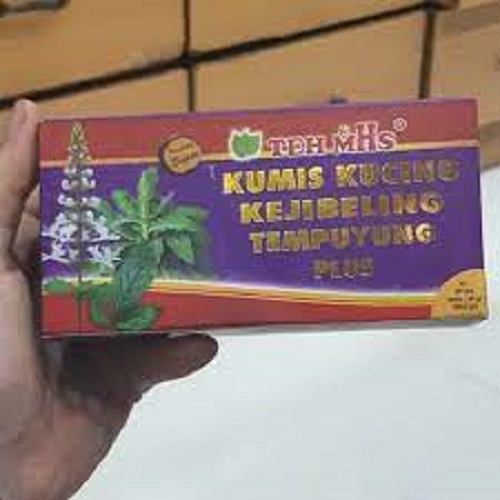 TEH MHS®
KUMIS KUCING
KEJIBELING
TEMPUYUNG
PLUS